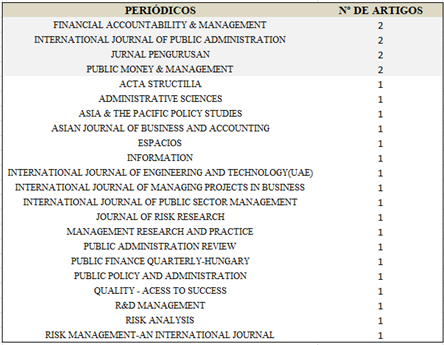 PERIÓDICOS Nº DE ARTIGOS
FINANCIAL ACCOUNTABILITY & MANAGEMENT 2
INTERNATIONAL JOURNAL OF PUBLIC ADMINISTRATION 2
JURNAL PENGURUSAN 2
PUBLIC MONEY & MANAGEMENT 2
ACTA STRUCTILIA 1
ADMINISTRATIVE SCIENCES 1
ASIA & THE PACIFIC POLICY STUDIES 1
ASIAN JOURNAL OF BUSINESS AND ACCOUNTING 1
ESPACIOS 1
INFORMATION 1
INTERNATIONAL JOURNAL OF ENGINEERING AND TECHNOLOGY(UAE) 1
INTERNATIONAL JOURNAL OF MANAGING PROJECTS IN BUSINESS 1
INTERNATIONAL JOURNAL OF PUBLIC SECTOR MANAGEMENT 1
JOURNAL OF RISK RESEARCH 1
MANAGEMENT RESEARCH AND PRACTICE 1
PUBLIC ADMINISTRATION REVIEW 1
PUBLIC FINANCE QUARTERLY-HUNGARY 1
PUBLIC POLICY AND ADMINISTRATION 1
QUALITY - ACESS TO SUCCESS 1
R&D MANAGEMENT 1
RISK ANALYSIS 1
RISK MANAGEMENT-AN INTERNATIONAL JOURNAL 1